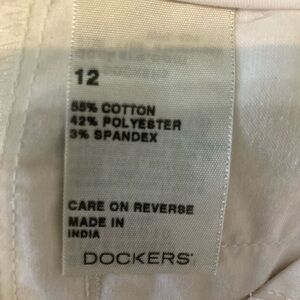 12
55% COTTON
42% POLYESTER
3% SPANDEX
CARE ON REVERSE
MADE IN
INDIA
DOCKERS®